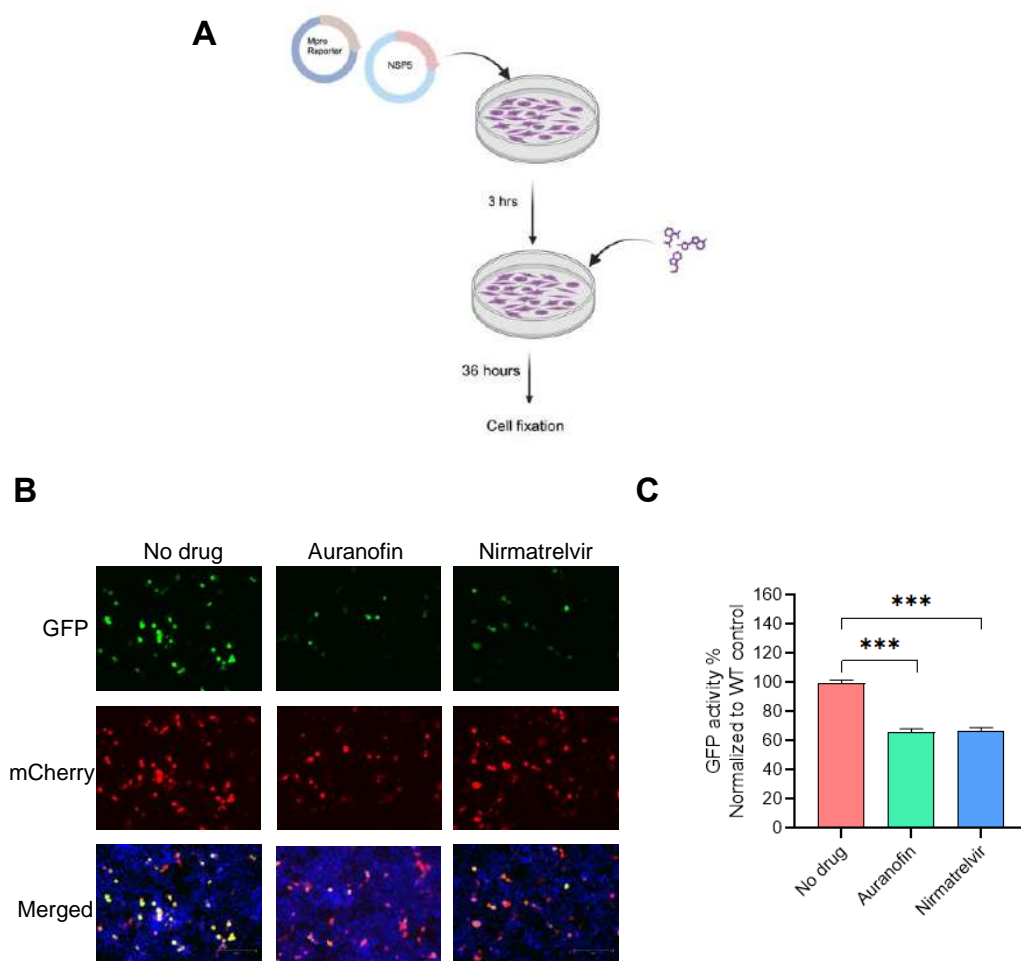 A
Mpro
Reporter
NSP5
3 hrs
36 hours
Cell fixation
B
No drug
Auranofin
Nirmatrelvir
GFP
mCherry
Merged
C
GFP activity %
Normalized to WT control
160
140
120
100
80
60
40
20
0
***
***
No drug
Auranofin
Nirmatrelvir